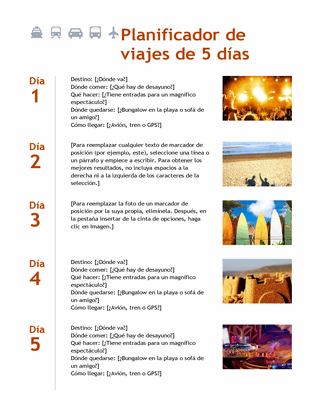 Planificador de
viajes de 5 días
Día
1
Destino: [¿Dónde va?]
Dónde comer: [¿Qué hay de desayuno?]
Qué hacer: [¿Tiene entradas para un magnífico
espectáculo?]
Dónde quedarse: [¿Bungalow en la playa o sofá de
un amigo?]
Cómo llegar: [¿Avión, tren o GPS?]
Día
2
[Para reemplazar cualquier texto de marcador de
posición (por ejemplo, este), seleccione una línea o
un párrafo y empiece a escribir. Para obtener los
mejores resultados, no incluya espacios a la
derecha ni a la izquierda de los caracteres de la
selección.]
Día
3
[Para reemplazar la foto de un marcador de
posición por la suya propia, elimínela. Después, en
la pestaña Insertar de la cinta de opciones, haga
clic en Imagen.]
Día
4
Destino: [¿Dónde va?]
Dónde comer: [¿Qué hay de desayuno?]
Qué hacer: [¿Tiene entradas para un magnífico
espectáculo?]
Dónde quedarse: [¿Bungalow en la playa o sofá de
un amigo?]
Cómo llegar: [¿Avión, tren o GPS?]
Día
5
Destino: [¿Dónde va?]
Dónde comer: [¿Qué hay de desayuno?]
Qué hacer: [¿Tiene entradas para un magnífico
espectáculo?]
Dónde quedarse: [¿Bungalow en la playa o sofá de
un amigo?]
Cómo llegar: [¿Avión, tren o GPS?]